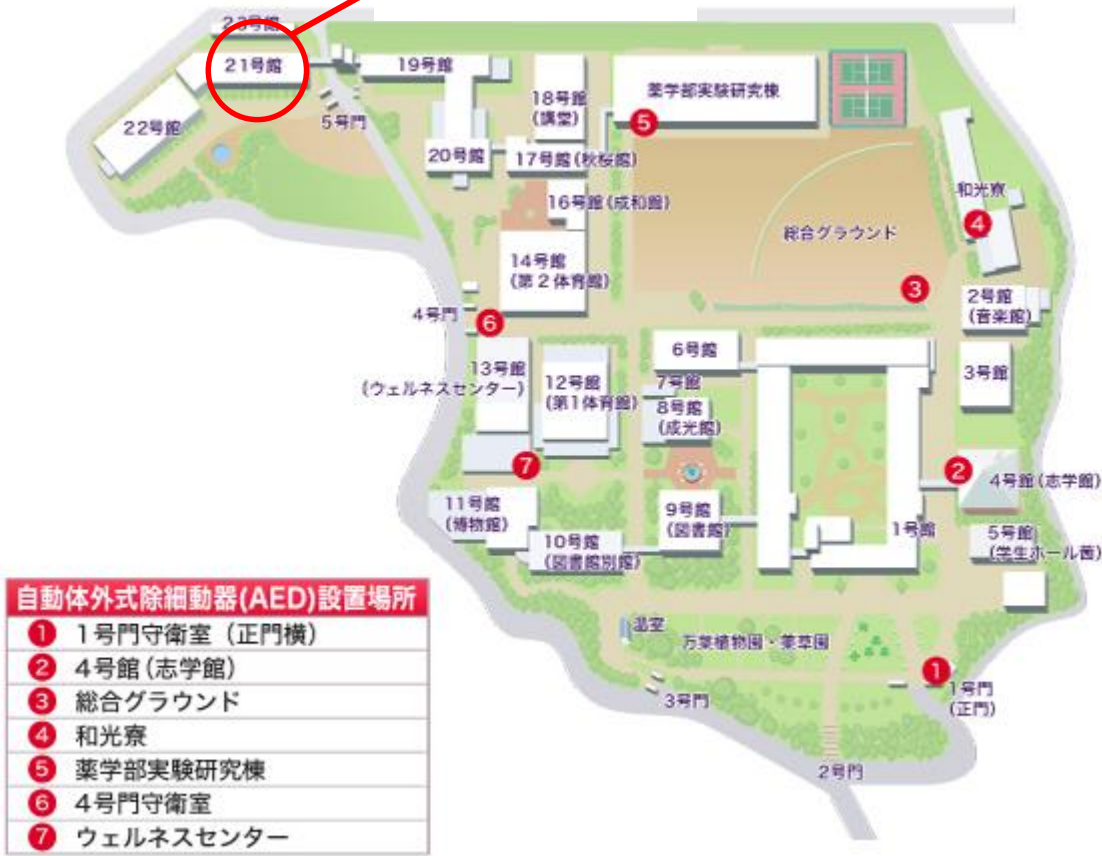 23号館
21号館
22号館
5号門
19号館
20号館
18号館
(講堂)
17号館(秋桜館)
16号館(成和館)
14号館
(第2体育館)
薬学部実験研究棟
5
総合グラウンド
和光寮
4
3
2号館
(音楽館)
3号館
4号門
6
13号館
(ウェルネスセンター)
12号館
(第1体育館)
6号館
7号館
8号館
(成光館)
7
11号館
(博物館)
10号館
(図書館別館)
9号館
(図書館)
1号館
2
4号館(志学館)
5号館
(学生ホール茜)
温室
万葉植物園・薬草園
3号門
2号門
1
1号門
(正門)
自動体外式除細動器(AED)設置場所
1 1号門守衛室（正門横）
2 4号館(志学館)
3 総合グラウンド
4 和光寮
5 薬学部実験研究棟
6 4号門守衛室
7 ウェルネスセンター